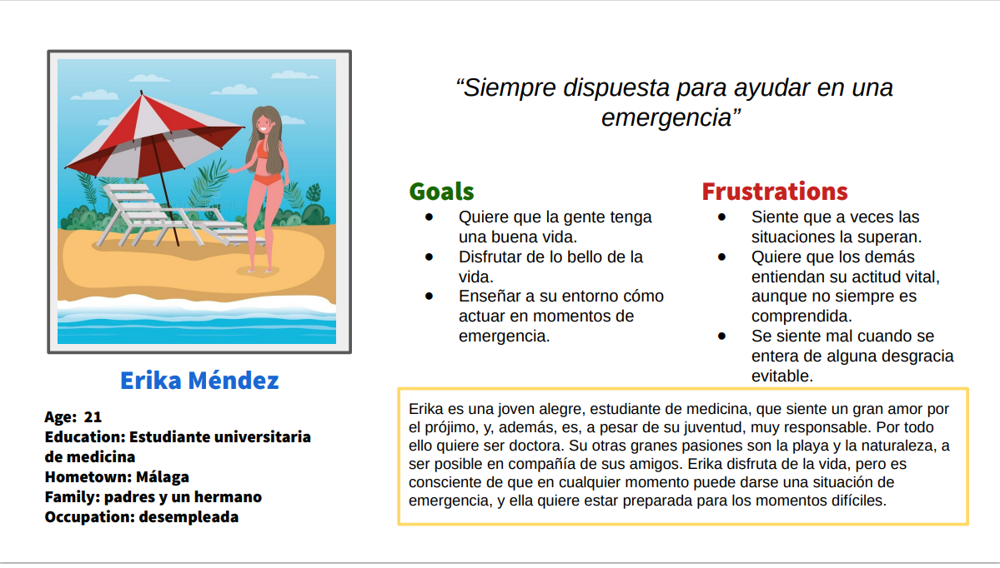 “Siempre dispuesta para ayudar en una
emergencia”
Goals
● Quiere que la gente tenga
una buena vida.
● Disfrutar de lo bello de la
vida.
● Enseñar a su entorno cómo
actuar en momentos de
emergencia.
Frustrations
● Siente que a veces las
situaciones la superan.
● Quiere que los demás
entiendan su actitud vital,
aunque no siempre es
comprendida.
● Se siente mal cuando se
entera de alguna desgracia
evitable.
Erika Méndez
Age:  21
Education: Estudiante universitaria
de medicina
Hometown: Málaga
Family: padres y un hermano
Occupation: desempleada
Erika es una joven alegre, estudiante de medicina, que siente un gran amor por
el prójimo, y, además, es, a pesar de su juventud, muy responsable. Por todo
ello quiere ser doctora. Su otras granes pasiones son la playa y la naturaleza, a
ser posible en compañía de sus amigos. Erika disfruta de la vida, pero es
consciente de que en cualquier momento puede darse una situación de
emergencia, y ella quiere estar preparada para los momentos difíciles.